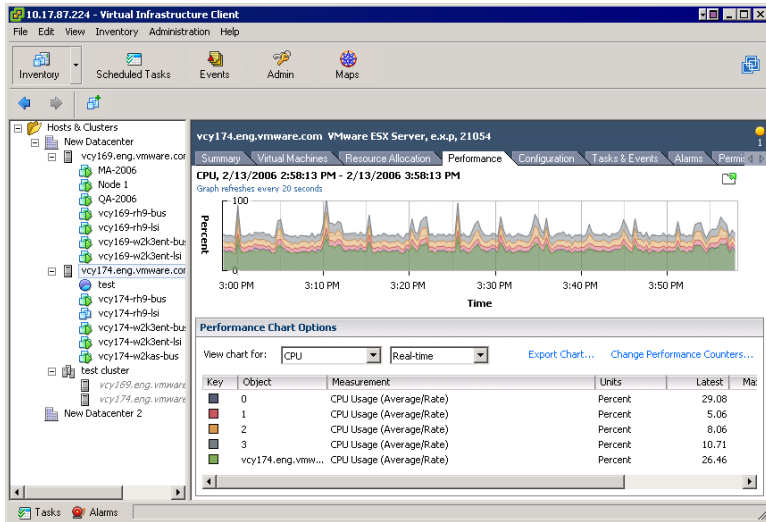 10.17.87.224 - Virtual Infrastructure Client
File Edit View Inventory Administration Help
Inventory Scheduled Tasks Events Admin Maps
Hosts & Clusters
New Datacenter
vcy169.eng.vmware.cor
MA-2006
Node 1
QA-2006
vcy169-rh9-bus
vcy169-rh9-lsi
vcy169-w2k3ent-bu
vcy169-w2k3ent-lsi
vcy174.eng.vmware.cor
test
vcy174-rh9-bus
vcy174-rh9-lsi
vcy174-w2k3ent-bu
vcy174-w2k3ent-lsi
vcy174-w2kas-bus
test cluster
vcy169.eng.vmware
vcy174.eng.vmware
New Datacenter 2
vcy174.eng.vmware.com VMware ESX Server, e.x.p, 21054
1
Summary Virtual Machines Resource Allocation Performance Configuration Tasks & Events Alarms Permi
CPU, 2/13/2006 2:58:13 PM - 2/13/2006 3:58:13 PM
Graph refreshes every 20 seconds
100
Percent
0
3:00 PM 3:10 PM 3:20 PM 3:30 PM 3:40 PM 3:50 PM
Time
Performance Chart Options
View chart for: CPU Real-time Export Chart... Change Performance Counters...
Key Object Measurement Units Latest Ma
0 CPU Usage (Average/Rate) Percent 29.08
1 CPU Usage (Average/Rate) Percent 5.06
2 CPU Usage (Average/Rate) Percent 8.06
3 CPU Usage (Average/Rate) Percent 10.71
vcy174.eng.vmw... CPU Usage (Average/Rate) Percent 26.46
Tasks Alarms